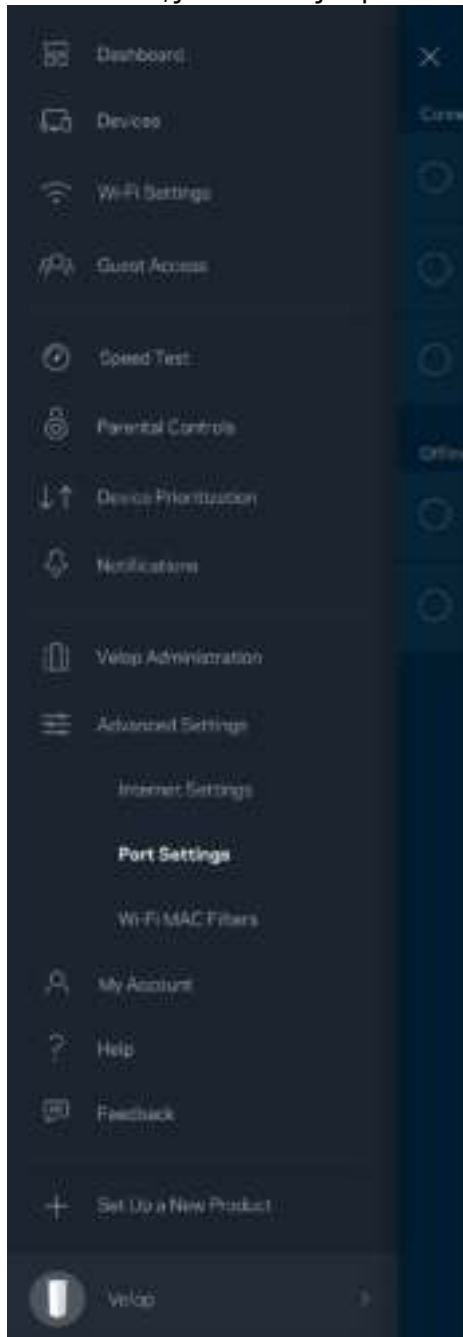 Dashboard
Devices
Wi-Fi Settings
Guest Access
Speed Test
Parental Controls
Device Prioritization
Notifications
Velop Administration
Advanced Settings
Internet Settings
Port Settings
Wi-Fi MAC Filters
My Account
Help
Feedback
Set Up a New Product
Velop